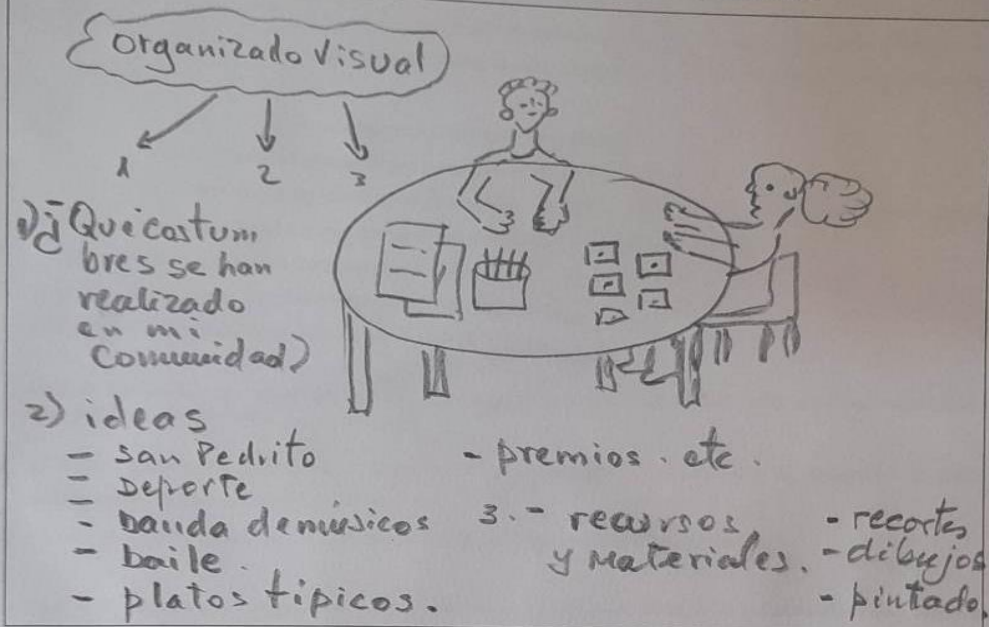 Organizado Visual
1 2 3
1) ¿Qué costum
bres se han
realizado
en mi
Comunidad?
2) ideas
- San Pedrito
- Deporte
- banda de músicos
- baile.
- platos típicos.
- premios. etc.
3.- recursos
y Materiales.
- recortes
- dibujos
- pintado